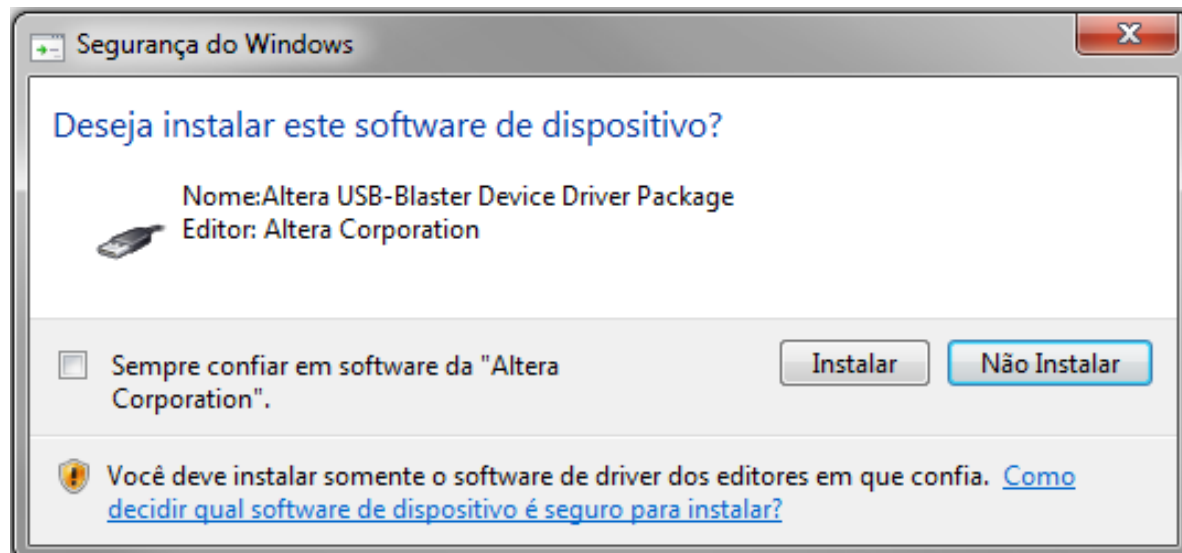 Segurança do Windows
Deseja instalar este software de dispositivo?
Nome:Altera USB-Blaster Device Driver Package
Editor: Altera Corporation
Sempre confiar em software da "Altera
Corporation".
Instalar
Não Instalar
Você deve instalar somente o software de driver dos editores em que confia. Como
decidir qual software de dispositivo é seguro para instalar?